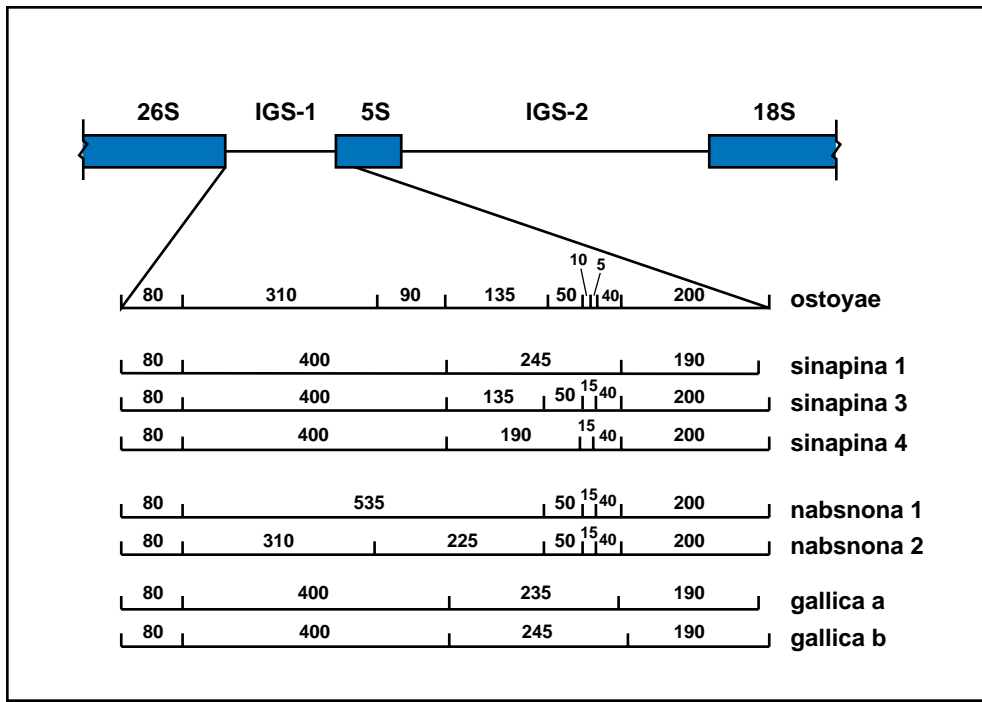 26S IGS-1 5S IGS-2 18S
10 5
80 310 90 135 50 40 200 ostoyae
80 400 245 190 sinapina 1
80 400 135 50 15 40 200 sinapina 3
80 400 190 15 40 200 sinapina 4
80 535 50 15 40 200 nabsnona 1
80 310 225 50 15 40 200 nabsnona 2
80 400 235 190 gallica a
80 400 245 190 gallica b